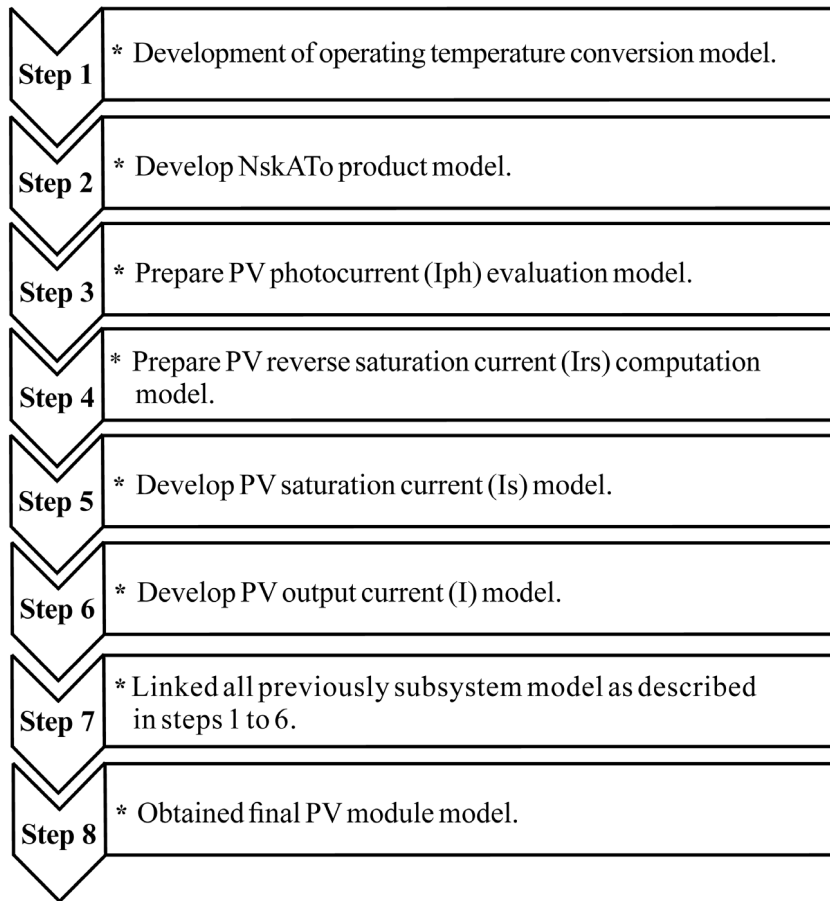 Step 1
* Development of operating temperature conversion model.
Step 2
* Develop NskATo product model.
Step 3
* Prepare PV photocurrent (Iph) evaluation model.
Step 4
* Prepare PV reverse saturation current (Irs) computation
model.
Step 5
* Develop PV saturation current (Is) model.
Step 6
* Develop PV output current (I) model.
Step 7
* Linked all previously subsystem model as described
in steps 1 to 6.
Step 8
* Obtained final PV module model.